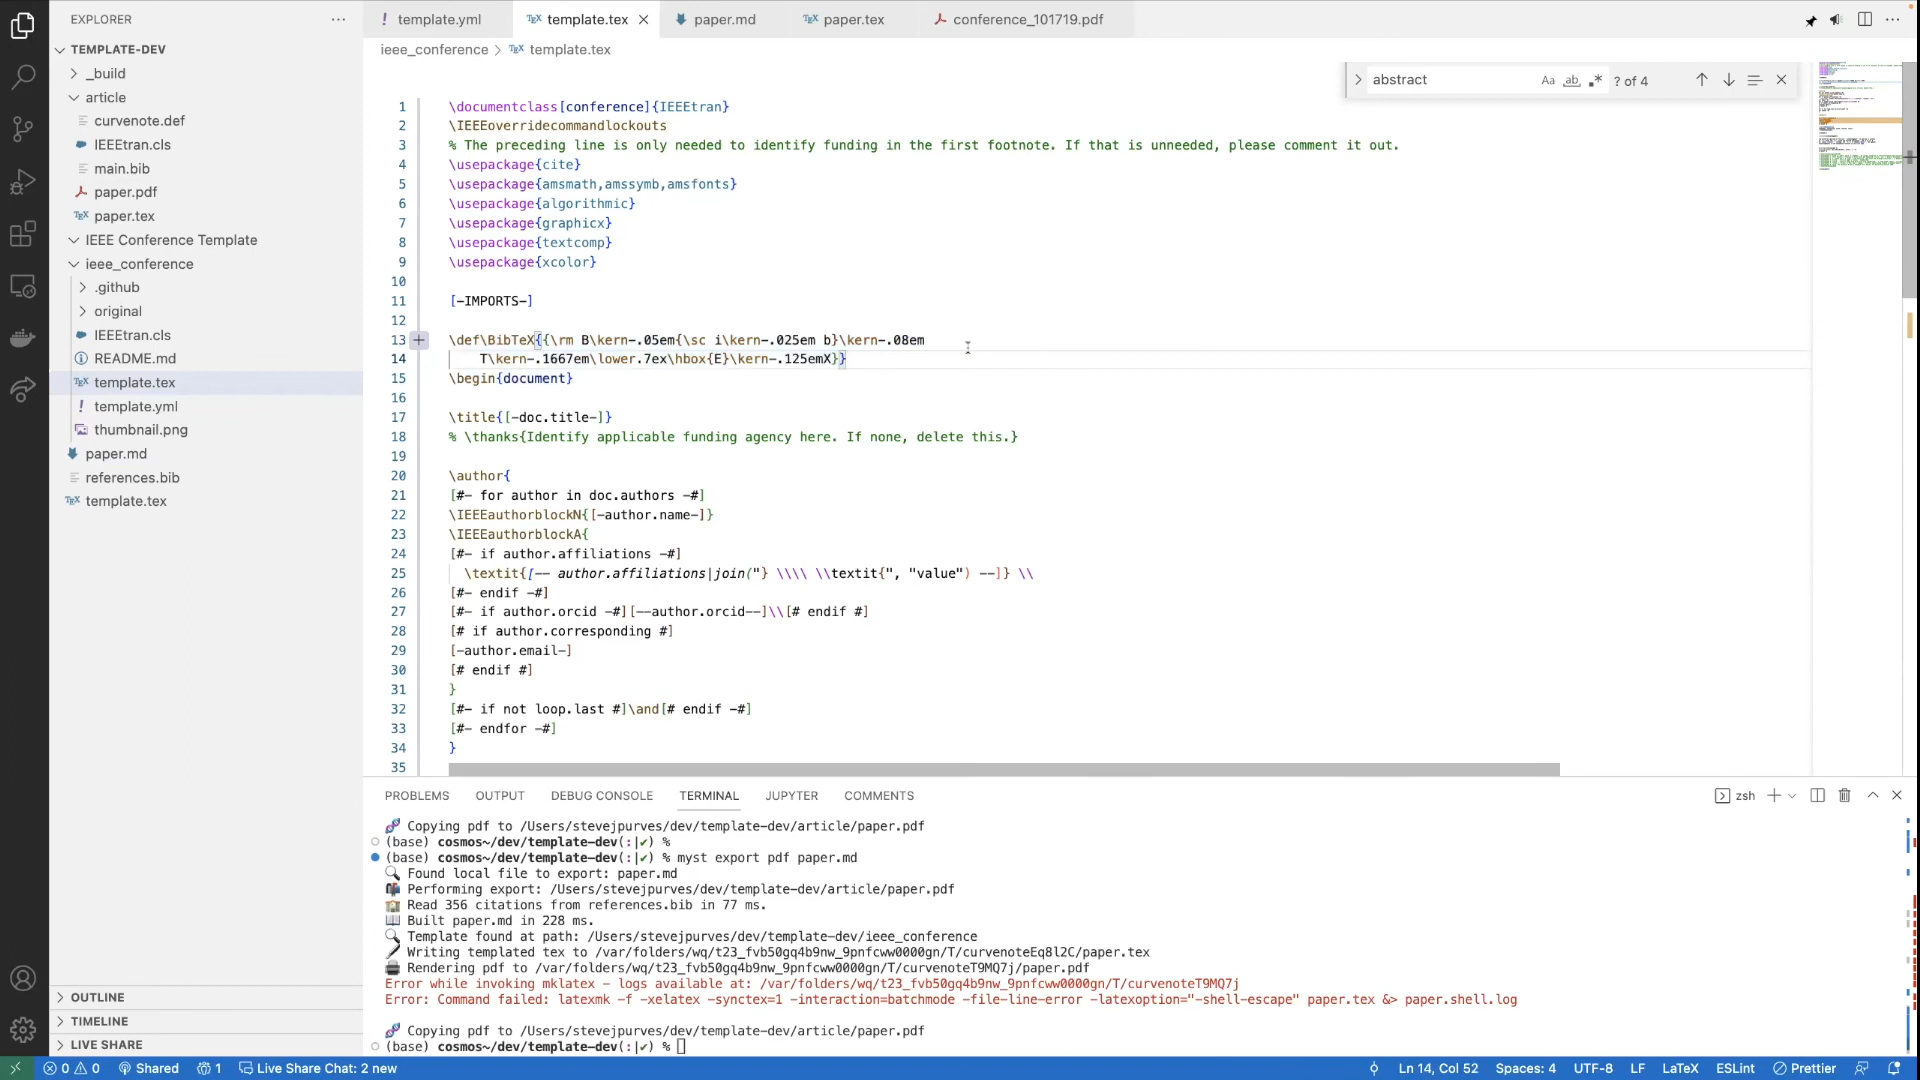 EXPLORER
TEMPLATE-DEV
_build
article
curvenote.def
IEEEtran.cls
main.bib
paper.pdf
TEX paper.tex
IEEE Conference Template
ieee_conference
.github
original
IEEEtran.cls
README.md
TEX template.tex
! template.yml
thumbnail.png
paper.md
references.bib
TEX template.tex
OUTLINE
TIMELINE
LIVE SHARE
! template.yml
TEX template.tex
paper.md
TEX paper.tex
conference_101719.pdf
ieee_conference > TEX template.tex
abstract
Aa ab .* ? of 4
1 \documentclass[conference]{IEEEtran}
2 \IEEEoverridecommandlockouts
3 % The preceding line is only needed to identify funding in the first footnote. If that is unneeded, please comment it out.
4 \usepackage{cite}
5 \usepackage{amsmath,amssymb,amsfonts}
6 \usepackage{algorithmic}
7 \usepackage{graphicx}
8 \usepackage{textcomp}
9 \usepackage{xcolor}
10
11 [-IMPORTS-]
12
13 \def\BibTeX{{\rm B\kern-.05em{\sc i\kern-.025em b}\kern-.08em
14 T\kern-.1667em\lower.7ex\hbox{E}\kern-.125emX}}
15 \begin{document}
16
17 \title{[-doc.title-]}
18 % \thanks{Identify applicable funding agency here. If none, delete this.}
19
20 \author{
21 [#- for author in doc.authors -#]
22 \IEEEauthorblockN{[-author.name-]}
23 \IEEEauthorblockA{
24 [#- if author.affiliations -#]
25 \textit{[-- author.affiliations|join("} \\\\ \\textit{", "value") --]} \\
26 [#- endif -#]
27 [#- if author.orcid -#][--author.orcid--]\\[# endif #]
28 [# if author.corresponding #]
29 [-author.email-]
30 [# endif #]
31 }
32 [#- if not loop.last #]\and[# endif -#]
33 [#- endfor -#]
34 }
35
PROBLEMS OUTPUT DEBUG CONSOLE TERMINAL JUPYTER COMMENTS
zsh
Copying pdf to /Users/stevejpurves/dev/template-dev/article/paper.pdf
(base) cosmos~/dev/template-dev(:|✔) %
(base) cosmos~/dev/template-dev(:|✔) % myst export pdf paper.md
Found local file to export: paper.md
Performing export: /Users/stevejpurves/dev/template-dev/article/paper.pdf
Read 356 citations from references.bib in 77 ms.
Built paper.md in 228 ms.
Template found at path: /Users/stevejpurves/dev/template-dev/ieee_conference
Writing templated tex to /var/folders/wq/t23_fvb50gq4b9nw_9pnfcww0000gn/T/curvenoteEq8l2C/paper.tex
Rendering pdf to /var/folders/wq/t23_fvb50gq4b9nw_9pnfcww0000gn/T/curvenoteT9MQ7j/paper.pdf
Error while invoking mklatex - logs available at: /var/folders/wq/t23_fvb50gq4b9nw_9pnfcww0000gn/T/curvenoteT9MQ7j
Error: Command failed: latexmk -f -xelatex -synctex=1 -interaction=batchmode -file-line-error -latexoption="-shell-escape" paper.tex &> paper.shell.log
Copying pdf to /Users/stevejpurves/dev/template-dev/article/paper.pdf
(base) cosmos~/dev/template-dev(:|✔) %
0 0 Shared 1 Live Share Chat: 2 new
Ln 14, Col 52 Spaces: 4 UTF-8 LF LaTeX ESLint Prettier